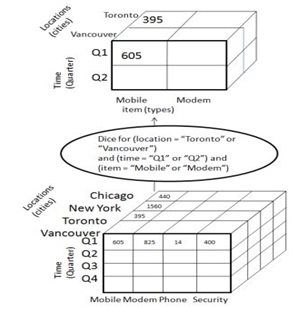 Locations
(cities)
Toronto
395
Vancouver
Time
(Quarter)
Q1
605
Q2
Mobile
Modem
item (types)
Dice for (location = "Toronto" or
"Vancouver")
and (time = "Q1" or "Q2") and
(item = "Mobile" or "Modem")
Locations
(cities)
Chicago
440
New York
1560
Toronto
395
Vancouver
Time
(Quarter)
Q1 605 825 14 400
Q2
Q3
Q4
Mobile Modem Phone Security